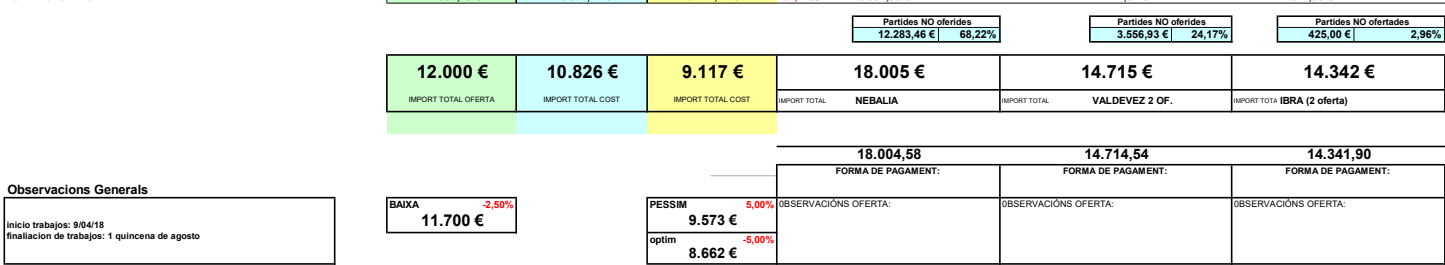 Partides NO oferides
Partides NO oferides
Partides NO ofertades
12.283,46 € 68,22%
3.556,93 € 24,17%
425,00 € 2,96%
12.000 € 10.826 € 9.117 € 18.005 € 14.715 € 14.342 €
IMPORT TOTAL OFERTA IMPORT TOTAL COST IMPORT TOTAL COST IMPORT TOTAL NEBALIA IMPORT TOTAL VALDEVEZ 2 OF. IMPORT TOTA IBRA (2 oferta)
18.004,58 14.714,54 14.341,90
FORMA DE PAGAMENT: FORMA DE PAGAMENT: FORMA DE PAGAMENT:
Observacions Generals
inicio trabajos: 9/04/18
finaliacion de trabajos: 1 quincena de agosto
BAIXA -2,50%
11.700 €
PESSIM 5,00%
9.573 €
optim -5,00%
8.662 €
0BSERVACIÓNS OFERTA: 0BSERVACIÓNS OFERTA: 0BSERVACIÓNS OFERTA: